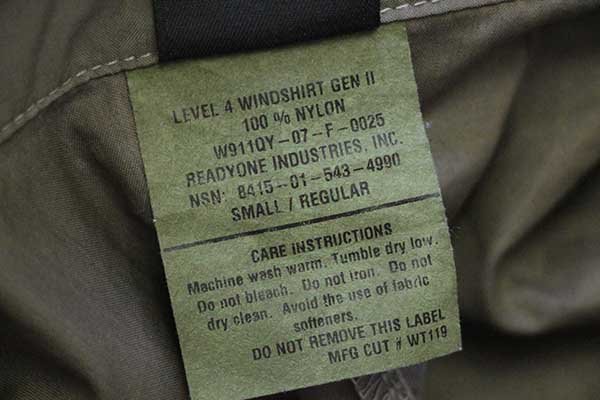 LEVEL 4 WINDSHIRT GEN II
100 % NYLON
W911QY-07-F-0025
READYONE INDUSTRIES, INC.
NSN: 8415-01-543-4990
SMALL / REGULAR
CARE INSTRUCTIONS
Machine wash warm. Tumble dry low.
Do not bleach. Do not iron. Do not
dry clean. Avoid the use of fabric
softeners.
DO NOT REMOVE THIS LABEL
MFG CUT # WT119